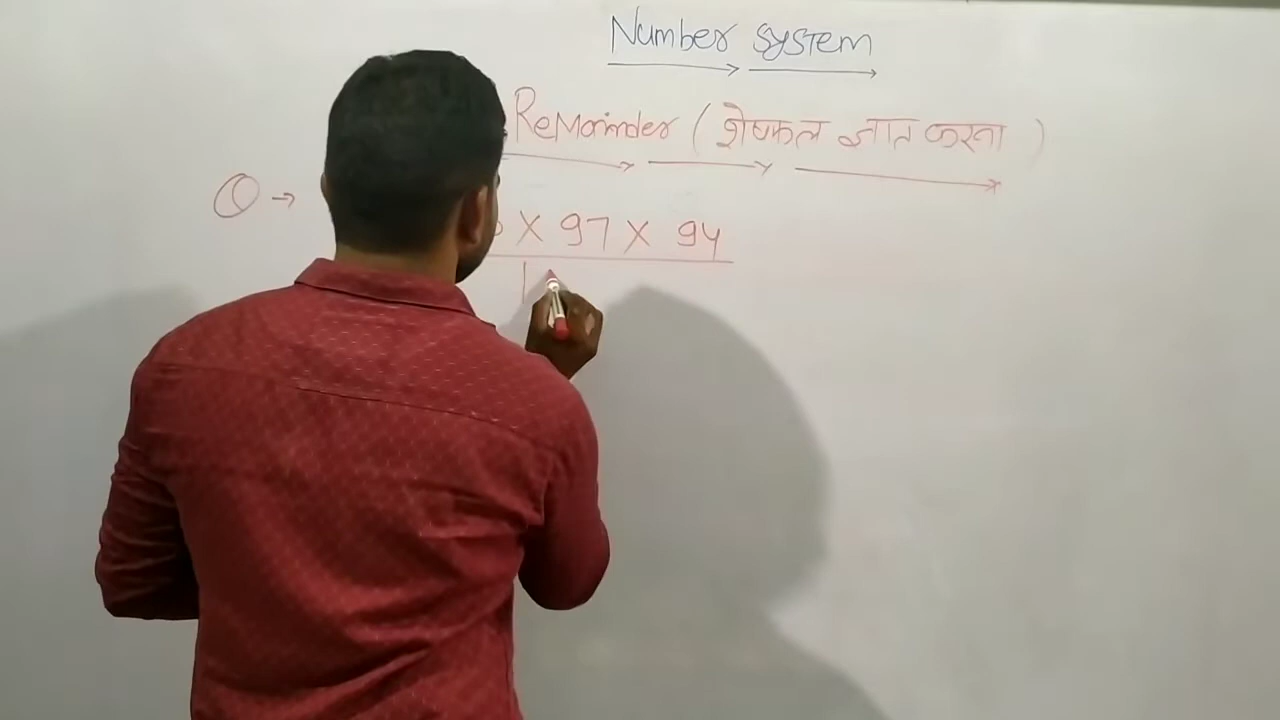 Number System
Remainder ( शेषफल ज्ञात करना )
Q →
X 97 X 94
1